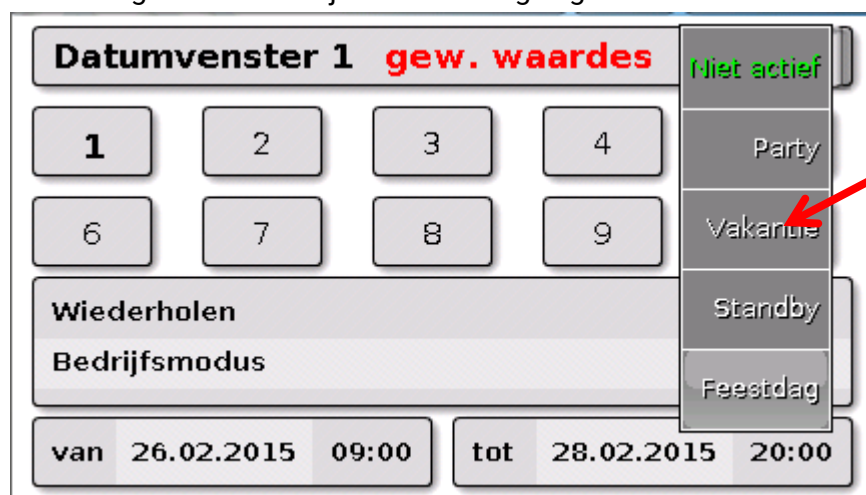 Datumvenster 1 gew. waardes
Niet actief
1 2 3 4
Party
6 7 8 9
Vakantie
Wiederholen
Standby
Bedrijfsmodus
Feestdag
van 26.02.2015 09:00 tot 28.02.2015 20:00